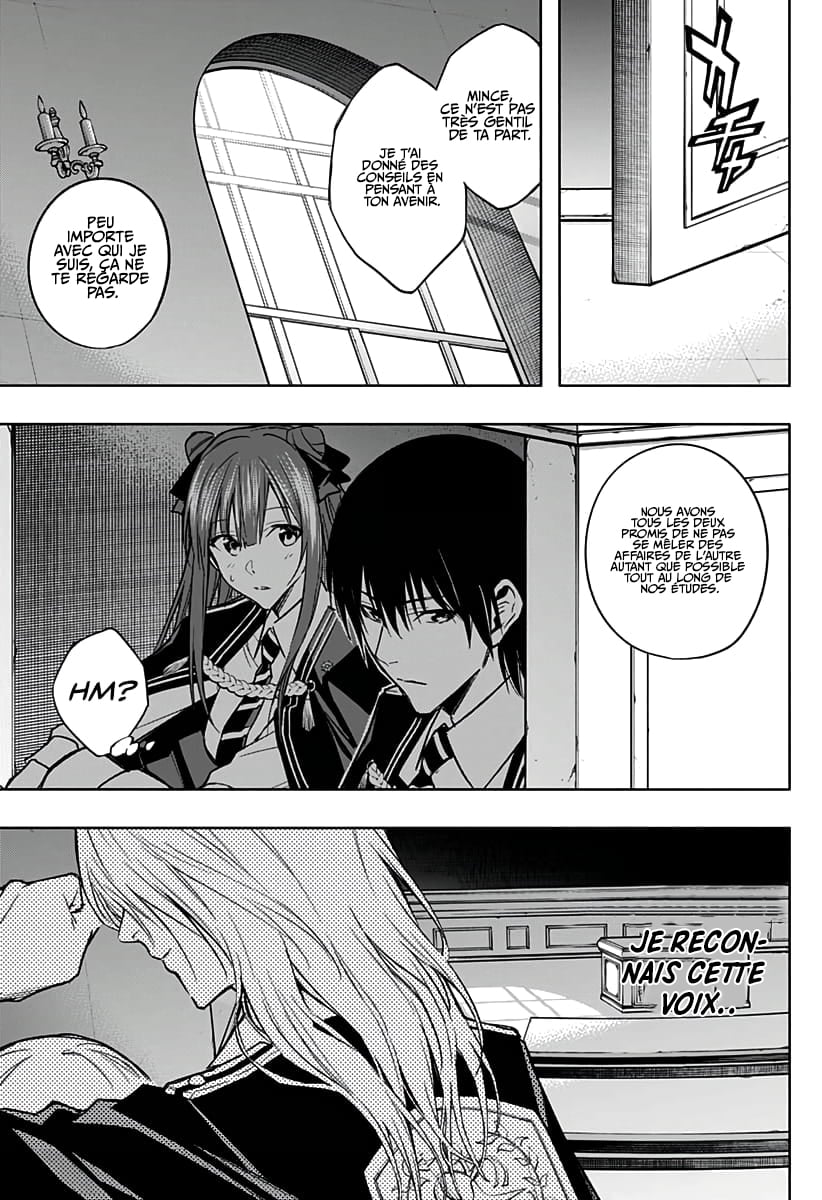 メキャ
MINCE,
CE N'EST PAS
TRÈS GENTIL
DE TA PART.
JE T'AI
DONNÉ DES
CONSEILS EN
PENSANT À
TON AVENIR.
PEU
IMPORTE
AVEC QUI JE
SUIS, ÇA NE
TE REGARDE
PAS.
NOUS AVONS
TOUS LES DEUX
PROMIS DE NE PAS
SE MÊLER DES
AFFAIRES DE L'AUTRE
AUTANT QUE POSSIBLE
TOUT AU LONG DE
NOS ÉTUDES.
HM?
JE RECON-
NAIS CETTE
VOIX..